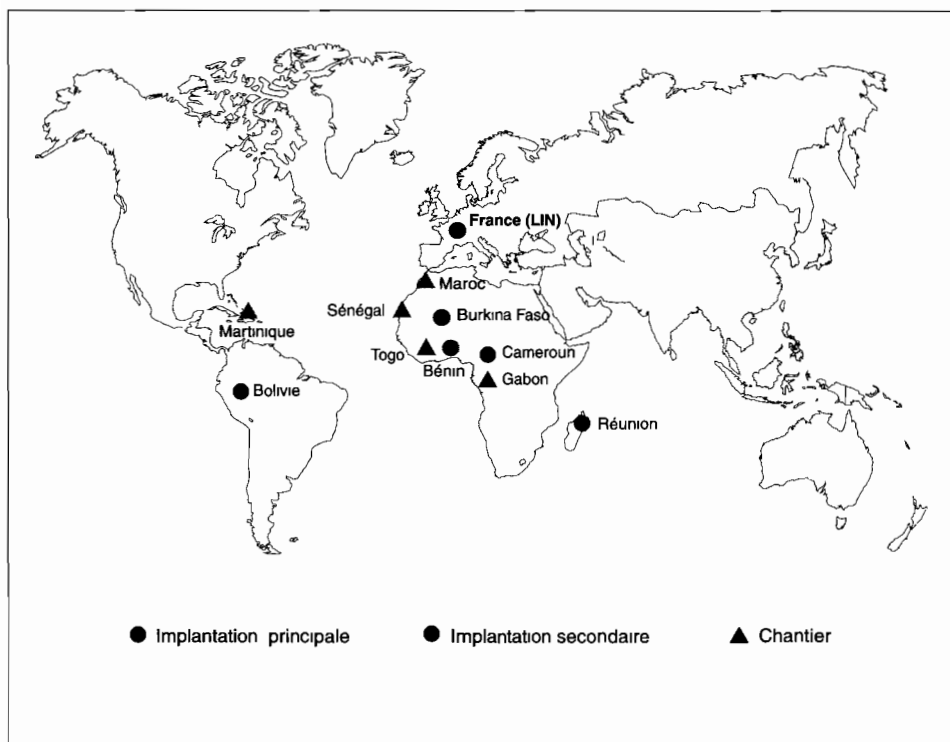 France (LIN)
Maroc
Sénégal
Burkina Faso
Martinique
Togo
Cameroun
Bénin
Gabon
Bolivie
Réunion
Implantation principale
Implantation secondaire
Chantier